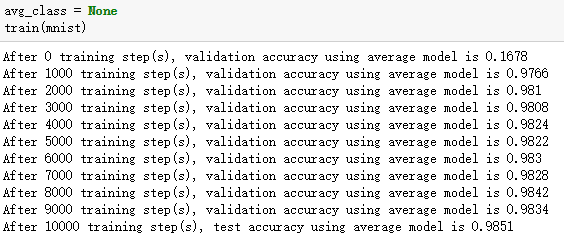 avg_class = None
train(mnist)
After 0 training step(s), validation accuracy using average model is 0.1678
After 1000 training step(s), validation accuracy using average model is 0.9766
After 2000 training step(s), validation accuracy using average model is 0.981
After 3000 training step(s), validation accuracy using average model is 0.9808
After 4000 training step(s), validation accuracy using average model is 0.9824
After 5000 training step(s), validation accuracy using average model is 0.9822
After 6000 training step(s), validation accuracy using average model is 0.983
After 7000 training step(s), validation accuracy using average model is 0.9828
After 8000 training step(s), validation accuracy using average model is 0.9842
After 9000 training step(s), validation accuracy using average model is 0.9834
After 10000 training step(s), test accuracy using average model is 0.9851